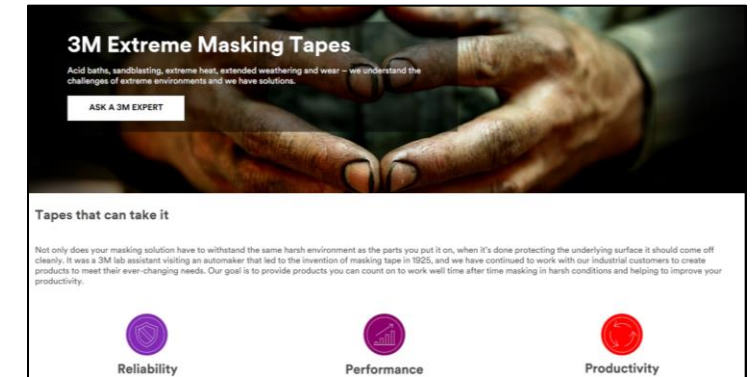 3M Extreme Masking Tapes
Acid baths, sandblasting, extreme heat, extended weathering and wear – we understand the
challenges of extreme environments and we have solutions.
ASK A 3M EXPERT
Tapes that can take it
Not only does your masking solution have to withstand the same harsh environment as the parts you put it on, when it's done protecting the underlying surface it should come off
cleanly. It was a 3M lab assistant visiting an automaker that led to the invention of masking tape in 1925, and we have continued to work with our industrial customers to create
products to meet their ever-changing needs. Our goal is to provide products you can count on to work well time after time masking in harsh conditions and helping to improve your
productivity.
Reliability
Performance
Productivity